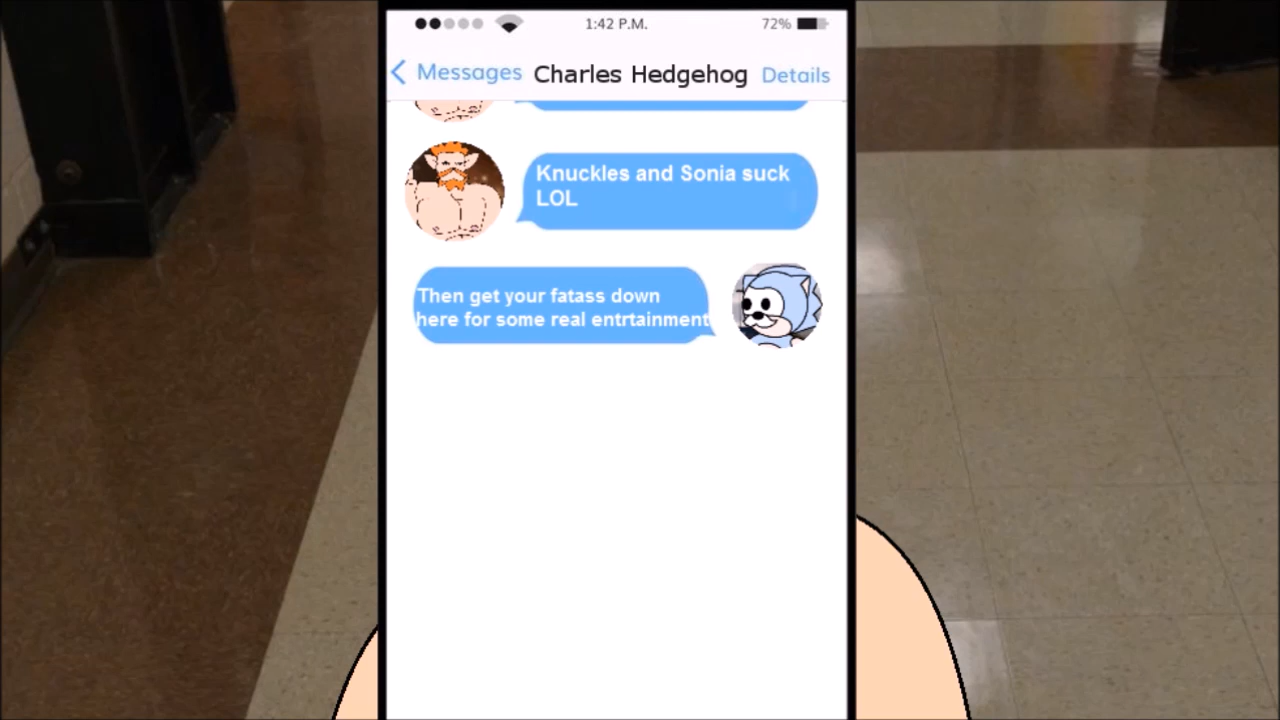 1:42 P.M. 72%
Messages Charles Hedgehog Details
Knuckles and Sonia suck
LOL
Then get your fatass down
here for some real entrtainment